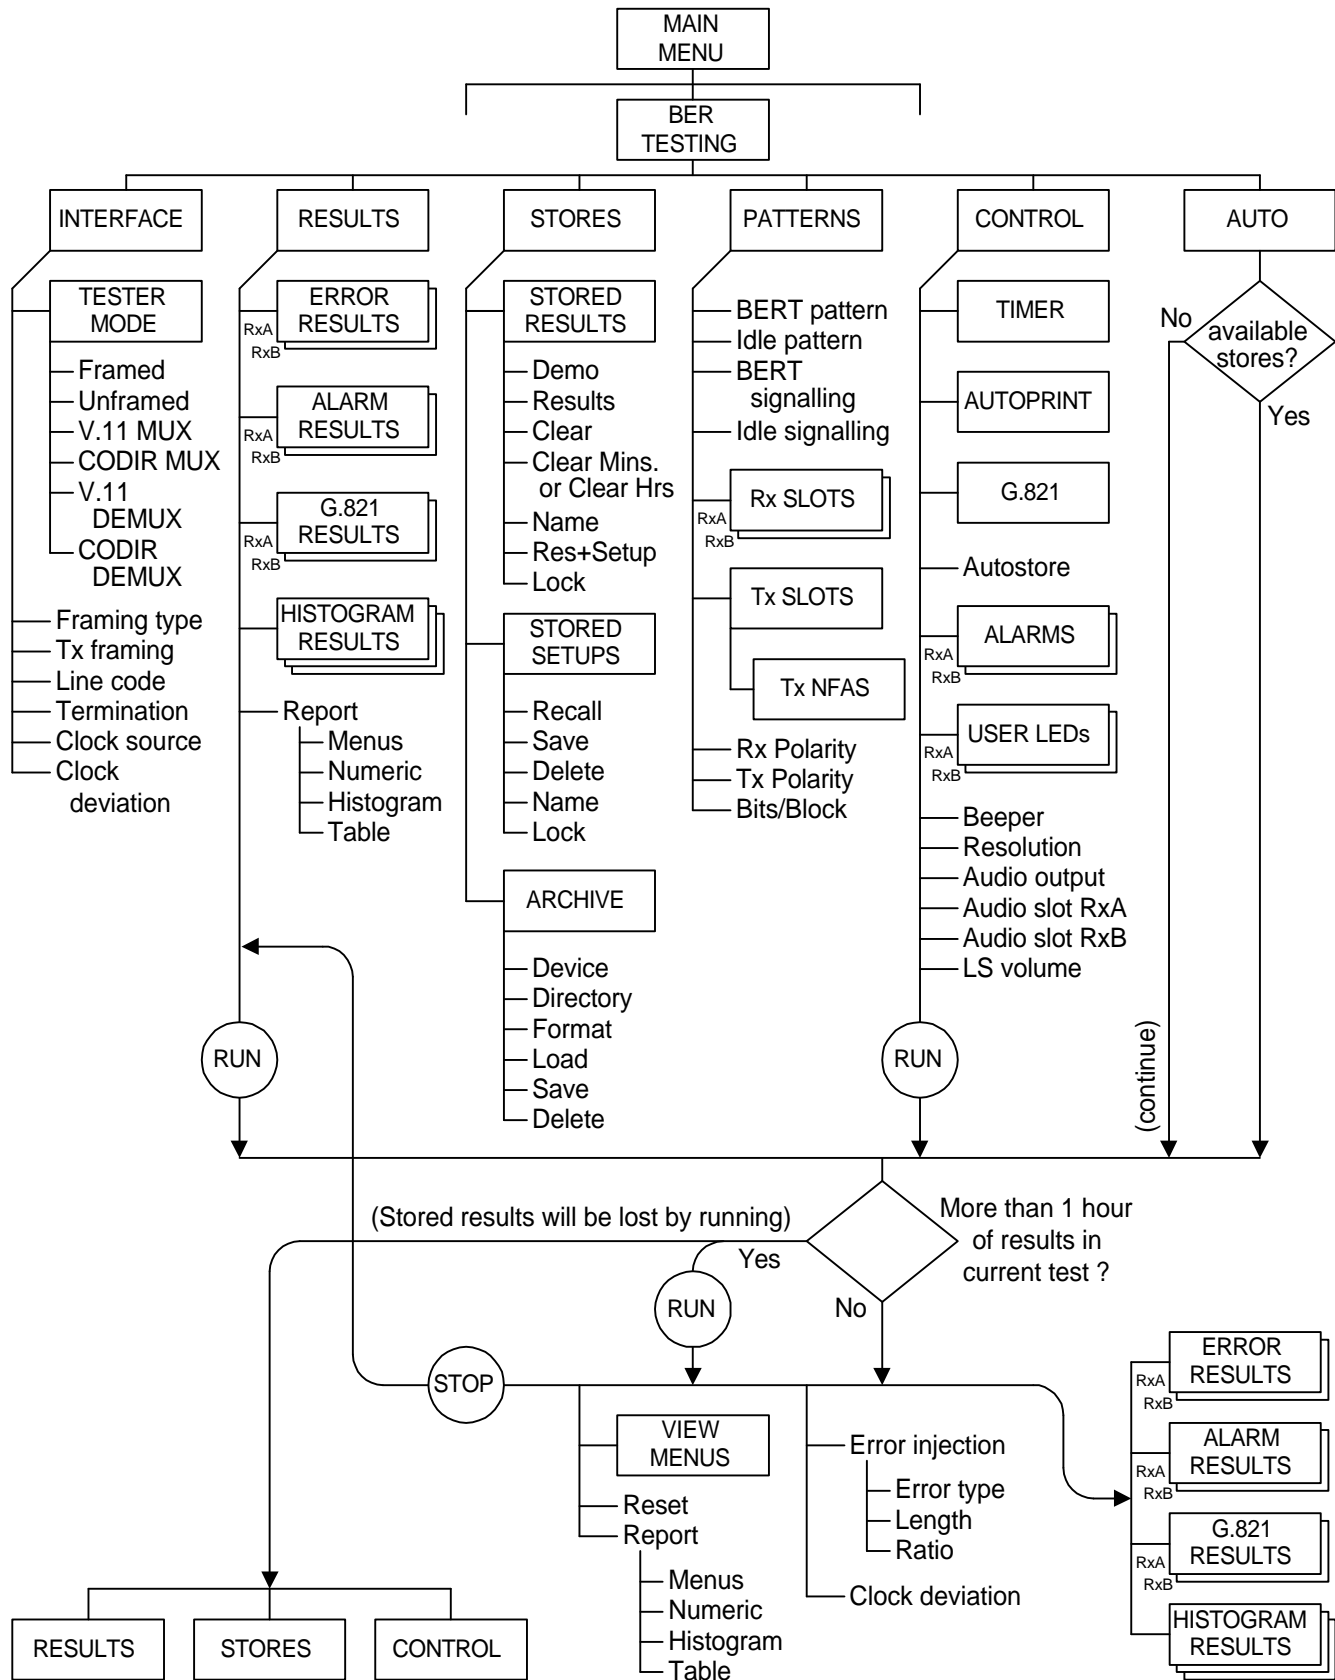 MAIN
MENU
BER
TESTING
INTERFACE
RESULTS
STORES
PATTERNS
CONTROL
AUTO
TESTER
MODE
Framed
Unframed
V.11 MUX
CODIR MUX
V.11
DEMUX
CODIR
DEMUX
Framing type
Tx framing
Line code
Termination
Clock source
Clock
deviation
ERROR
RESULTS
RxA
RxB
ALARM
RESULTS
RxA
RxB
G.821
RESULTS
RxA
RxB
HISTOGRAM
RESULTS
Report
Menus
Numeric
Histogram
Table
RUN
STORED
RESULTS
Demo
Results
Clear
Clear Mins.
or Clear Hrs
Name
Res+Setup
Lock
STORED
SETUPS
Recall
Save
Delete
Name
Lock
ARCHIVE
Device
Directory
Format
Load
Save
Delete
BERT pattern
Idle pattern
BERT
signalling
Idle signalling
Rx SLOTS
RxA
RxB
Tx SLOTS
Tx NFAS
Rx Polarity
Tx Polarity
Bits/Block
TIMER
AUTOPRINT
G.821
Autostore
ALARMS
RxA
RxB
USER LEDs
RxA
RxB
Beeper
Resolution
Audio output
Audio slot RxA
Audio slot RxB
LS volume
RUN
No
available
stores?
Yes
(continue)
(Stored results will be lost by running)
Yes
More than 1 hour
of results in
current test ?
No
RUN
STOP
VIEW
MENUS
Reset
Report
Menus
Numeric
Histogram
Table
Error injection
Error type
Length
Ratio
Clock deviation
ERROR
RESULTS
RxA
RxB
ALARM
RESULTS
RxA
RxB
G.821
RESULTS
RxA
RxB
HISTOGRAM
RESULTS
RESULTS
STORES
CONTROL